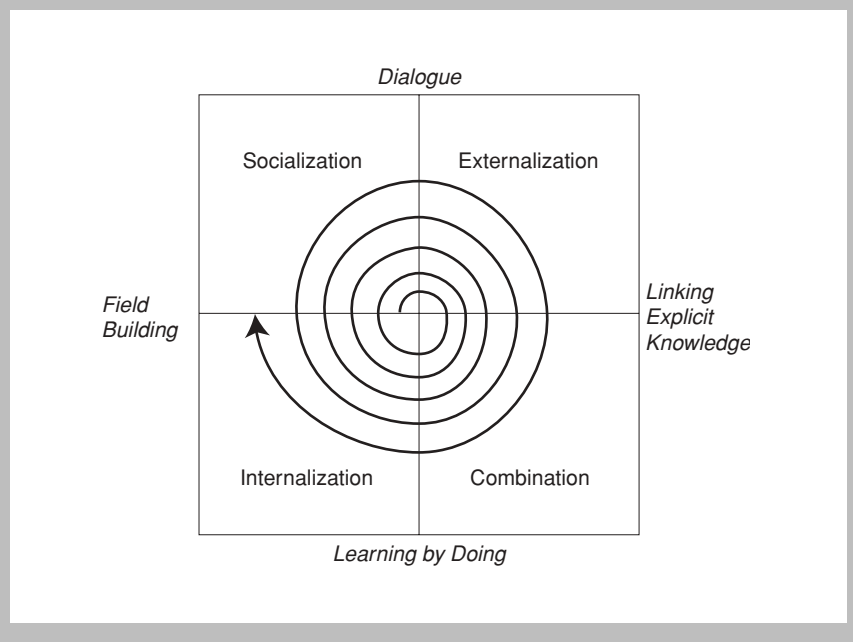 Dialogue
Socialization
Externalization
Field
Building
Linking
Explicit
Knowledge
Internalization
Combination
Learning by Doing